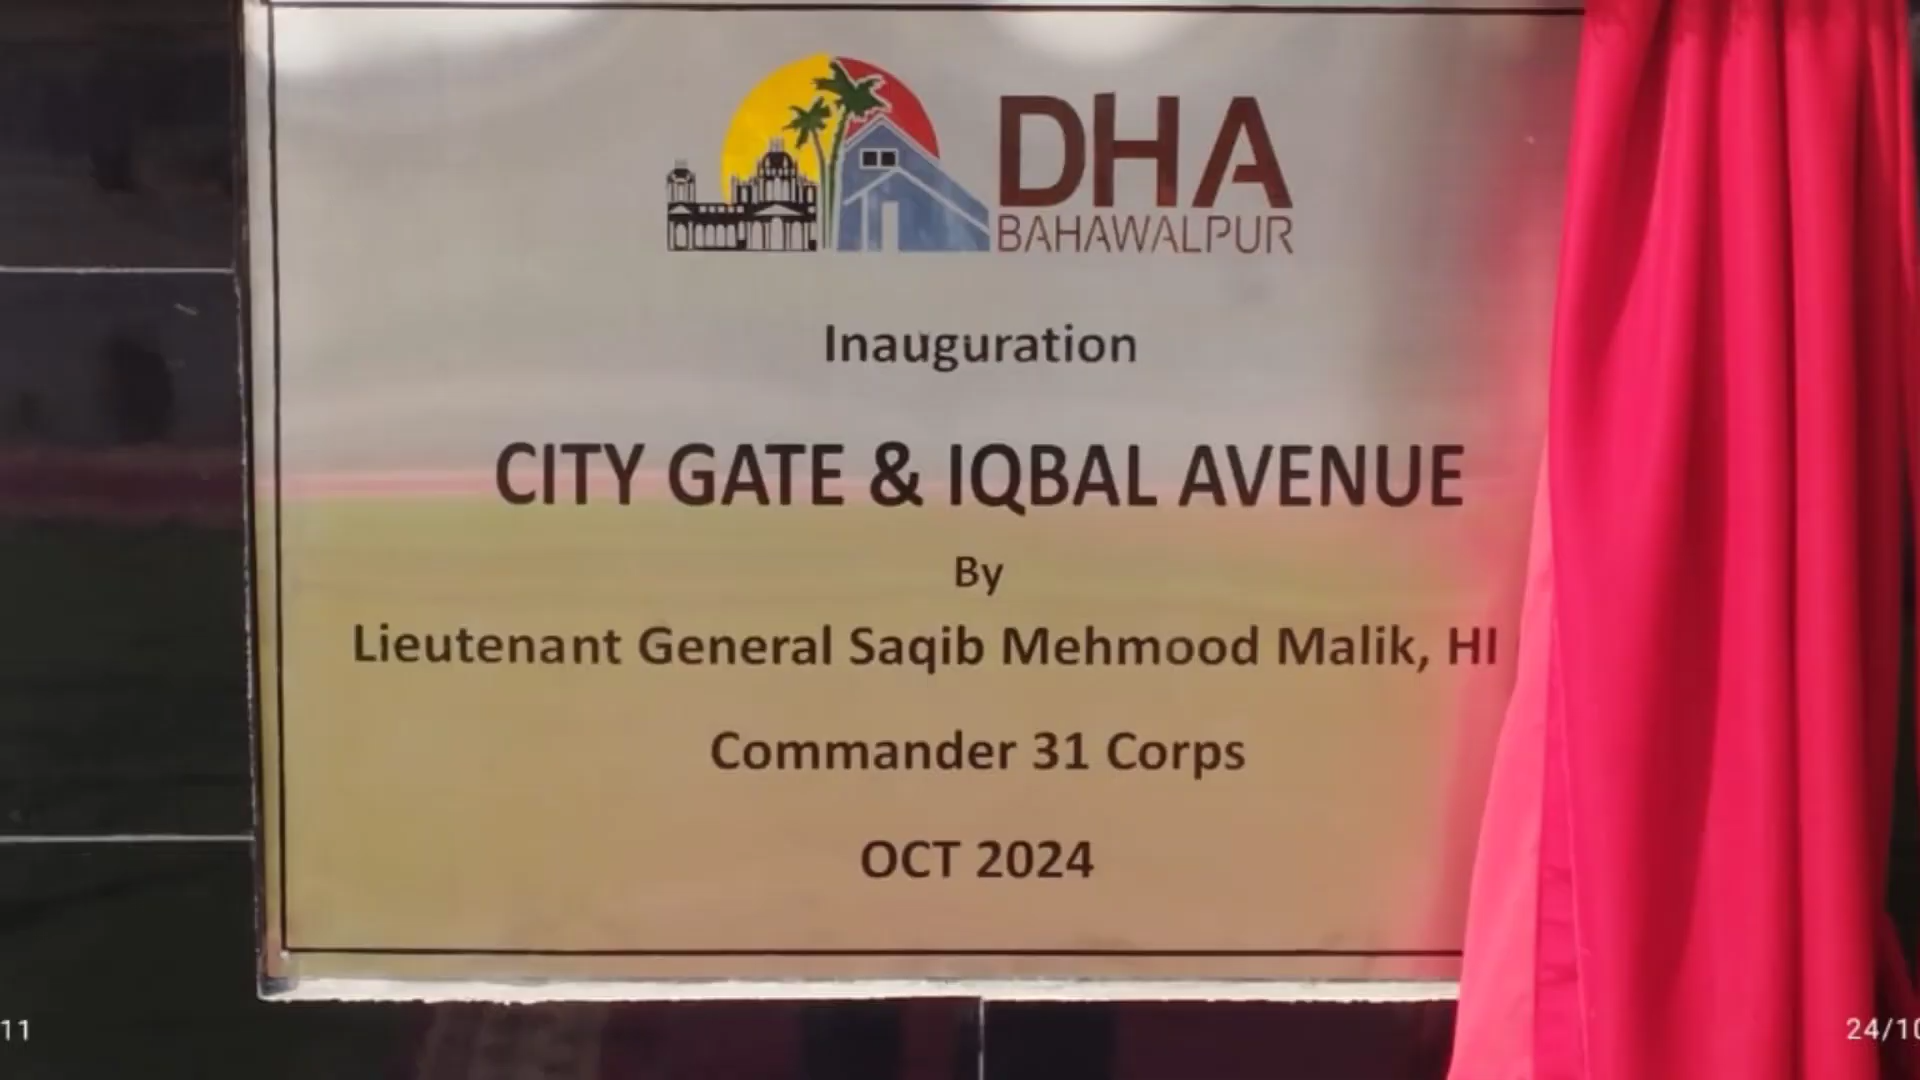 DHA
BAHAWALPUR
Inauguration
CITY GATE & IQBAL AVENUE
By
Lieutenant General Saqib Mehmood Malik, HI
Commander 31 Corps
OCT 2024
11
24/10